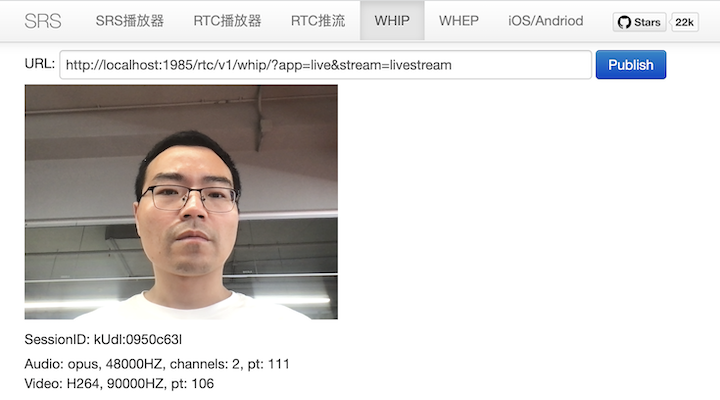 SRS SRS播放器 RTC播放器 RTC推流 WHIP WHEP iOS/Andriod Stars 22k
URL: http://localhost:1985/rtc/v1/whip/?app=live&stream=livestream Publish
SessionID: kUdl:0950c63l
Audio: opus, 48000HZ, channels: 2, pt: 111
Video: H264, 90000HZ, pt: 106